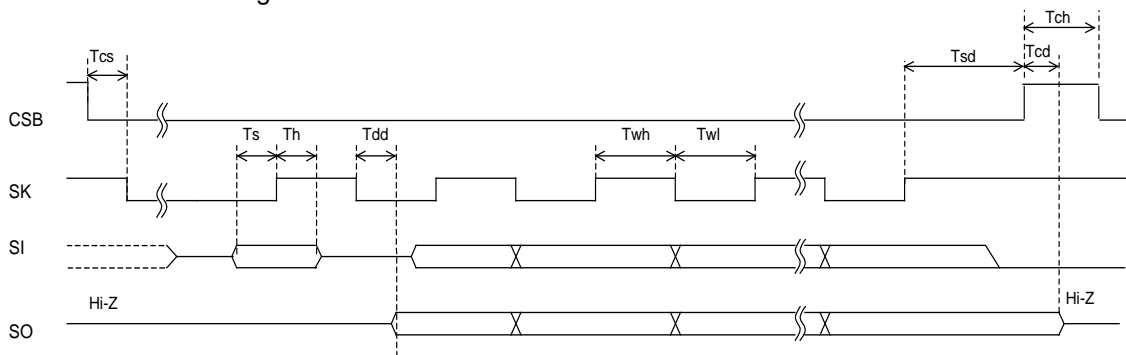 Tch
Tcs
Tsd
Tcd
CSB
Ts
Th
Tdd
Twh
Twl
SK
SI
Hi-Z
Hi-Z
SO